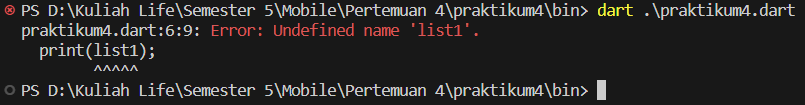 PS D:\Kuliah Life\Semester 5\Mobile\Pertemuan 4\praktikum4\bin> dart .\praktikum4.dart
praktikum4.dart:6:9: Error: Undefined name 'list1'.
  print(list1);
        ^^^^^
PS D:\Kuliah Life\Semester 5\Mobile\Pertemuan 4\praktikum4\bin>